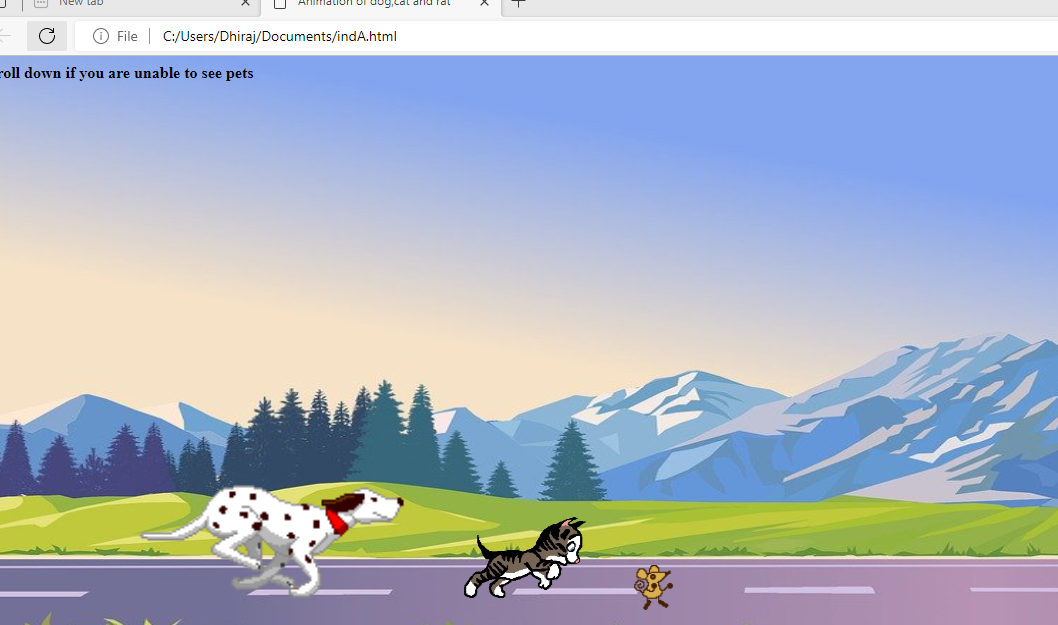 New tab
Animation of dog,cat and rat
File
C:/Users/Dhiraj/Documents/indA.html
roll down if you are unable to see pets